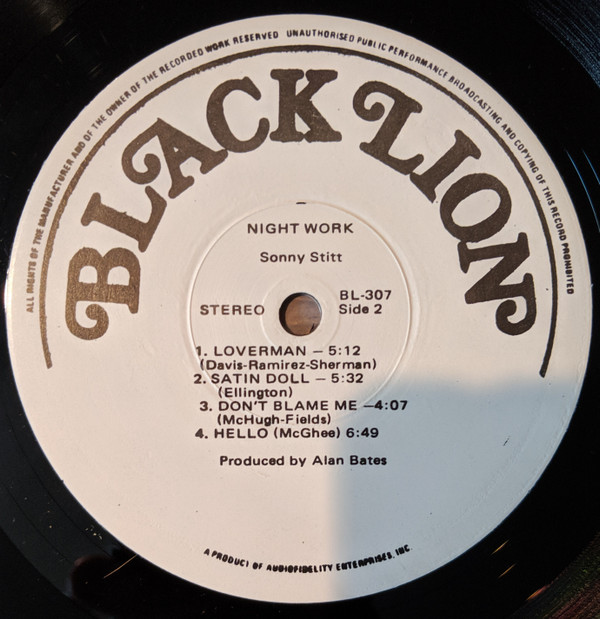 ALL RIGHTS OF THE MANUFACTURER AND OF THE OWNER OF THE RECORDED WORK RESERVED UNAUTHORISED PUBLIC PERFORMANCE BROADCASTING AND COPYING OF THIS RECORD PROHIBITED
BLACK LION
NIGHT WORK
Sonny Stitt
STEREO
BL-307
Side 2
1. LOVERMAN – 5:12
(Davis-Ramirez-Sherman)
2. SATIN DOLL – 5:32
(Ellington)
3. DON'T BLAME ME –4:07
(McHugh-Fields)
4. HELLO (McGhee) 6:49
Produced by Alan Bates
A PRODUCT OF AUDIOFIDELITY ENTERPRISES, INC.